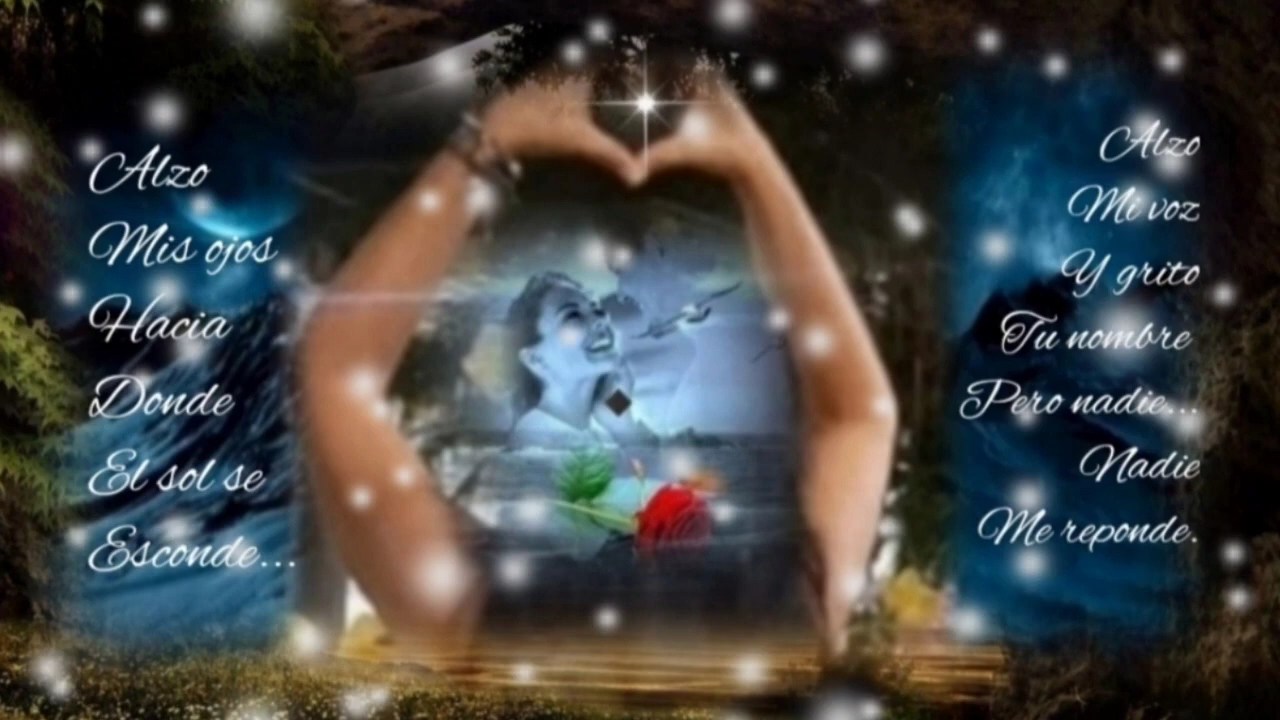 Alzo
Mis ojos
Hacia
Donde
El sol se
Esconde...
Alzo
Mi voz
Y grito
Tu nombre
Pero nadie...
Nadie
Me reponde.